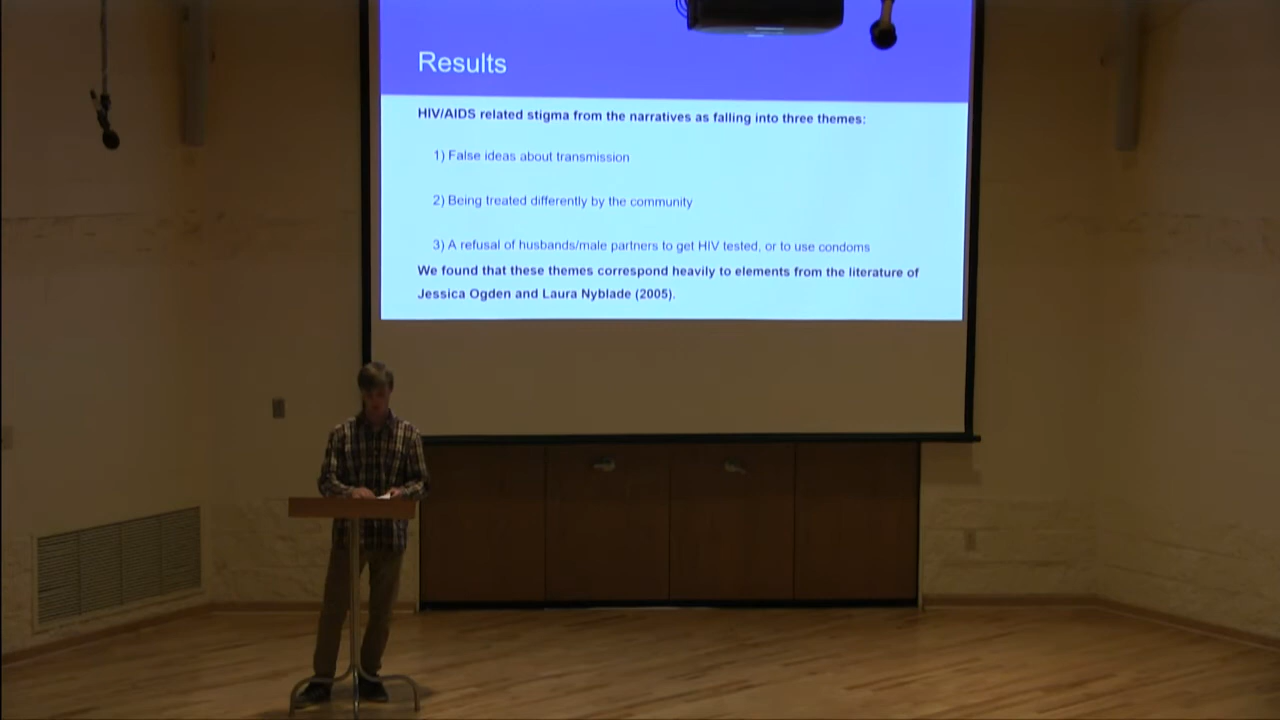 Results
HIV/AIDS related stigma from the narratives as falling into three themes:
1) False ideas about transmission
2) Being treated differently by the community
3) A refusal of husbands/male partners to get HIV tested, or to use condoms
We found that these themes correspond heavily to elements from the literature of
Jessica Ogden and Laura Nyblade (2005).